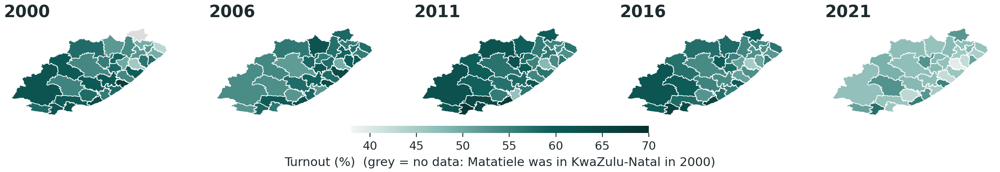 2000 2006 2011 2016 2021
40 45 50 55 60 65 70
Turnout (%)  (grey = no data: Matatiele was in KwaZulu-Natal in 2000)